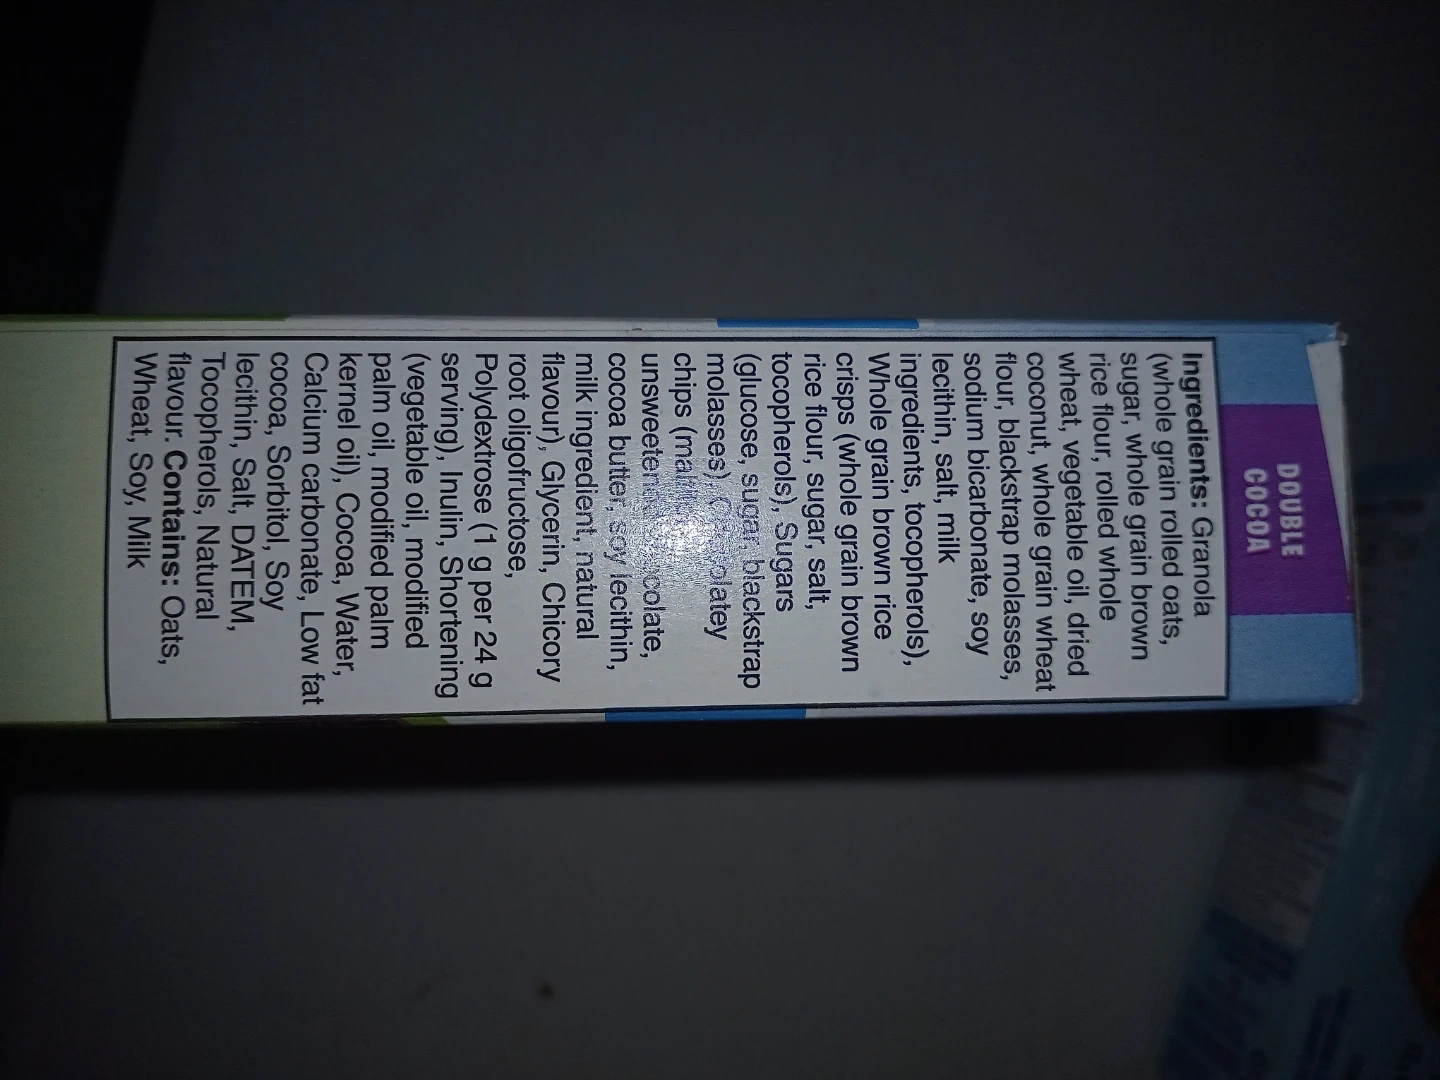 DOUBLE
COCOA
Ingredients: Granola
(whole grain rolled oats,
sugar, whole grain brown
rice flour, rolled whole
wheat, vegetable oil, dried
coconut, whole grain wheat
flour, blackstrap molasses,
sodium bicarbonate, soy
lecithin, salt, milk
ingredients, tocopherols),
Whole grain brown rice
crisps (whole grain brown
rice flour, sugar, salt,
tocopherols), Sugars
(glucose, sugar, blackstrap
molasses), Chocolatey
chips (
unsweetened chocolate,
cocoa butter, soy lecithin,
milk ingredient, natural
flavour), Glycerin, Chicory
root oligofructose,
Polydextrose (1 g per 24 g
serving), Inulin, Shortening
(vegetable oil, modified
palm oil, modified palm
kernel oil), Cocoa, Water,
Calcium carbonate, Low fat
cocoa, Sorbitol, Soy
lecithin, Salt, DATEM,
Tocopherols, Natural
flavour. Contains: Oats,
Wheat, Soy, Milk